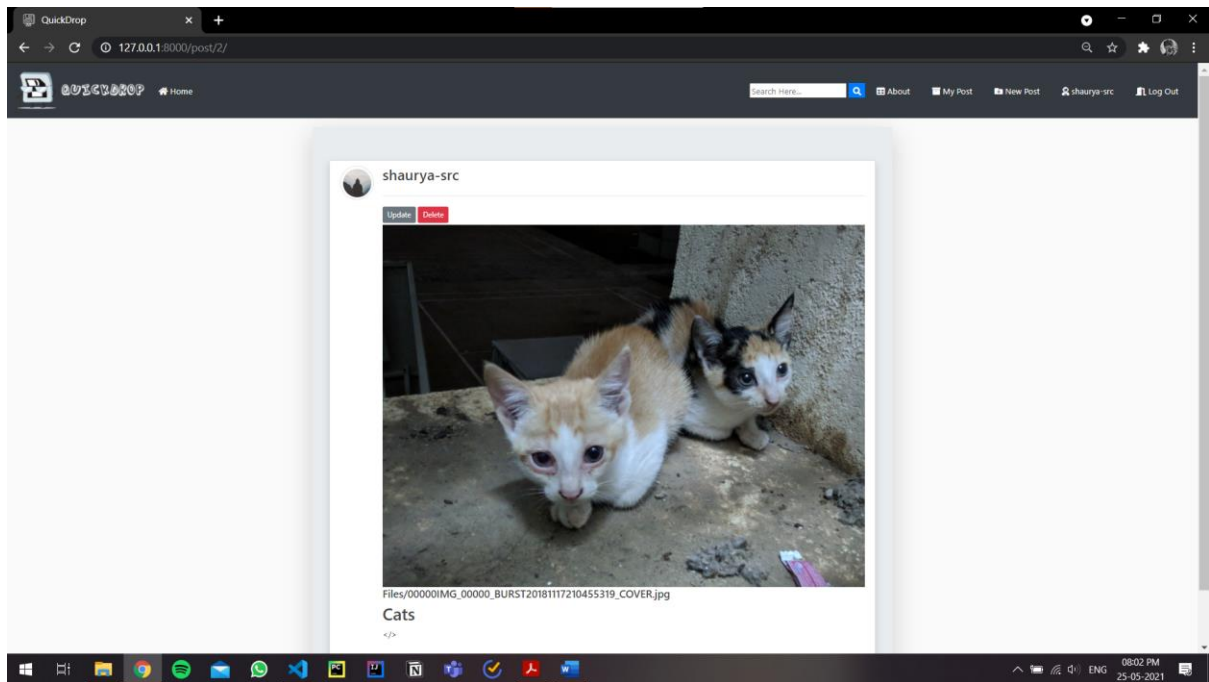 QuickDrop
127.0.0.1:8000/post/2/
QUICKDROP
Home
Search Here...
About
My Post
New Post
shaurya-src
Log Out
shaurya-src
Update
Delete
Files/00000IMG_00000_BURST20181117210455319_COVER.jpg
Cats
</>
ENG
08:02 PM
25-05-2021